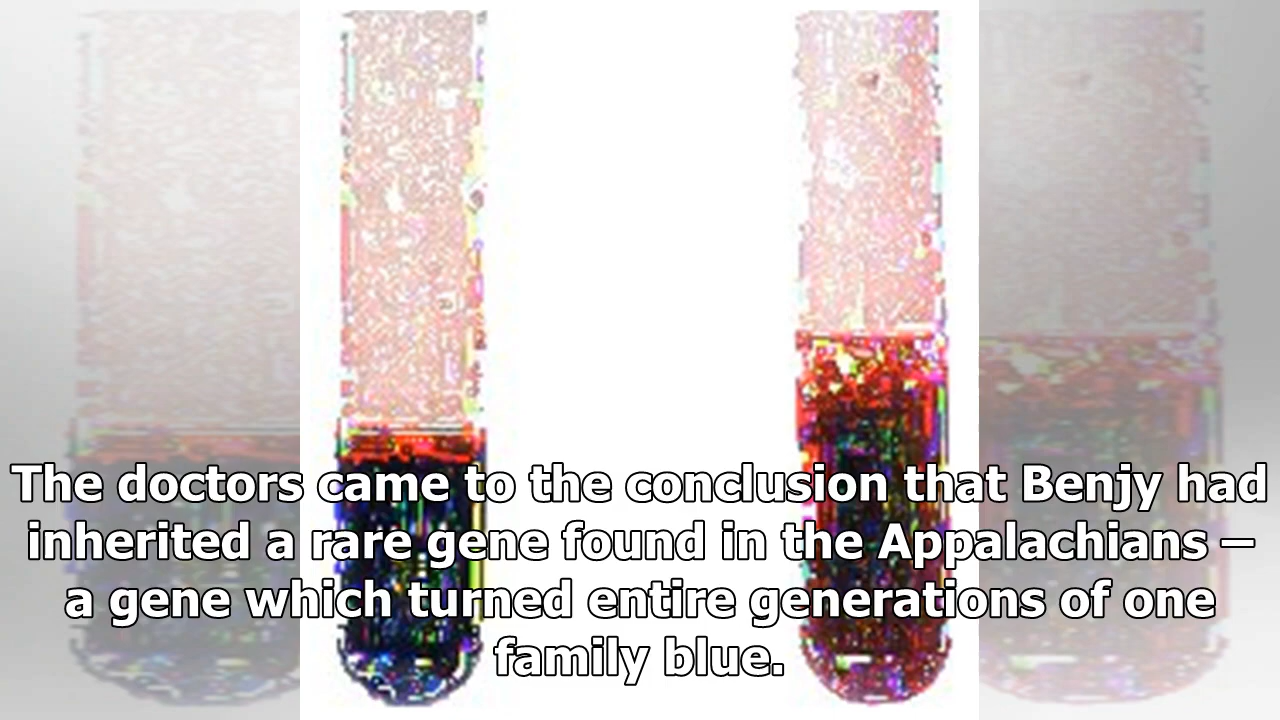 The doctors came to the conclusion that Benjy had
inherited a rare gene found in the Appalachians –
a gene which turned entire generations of one
family blue.